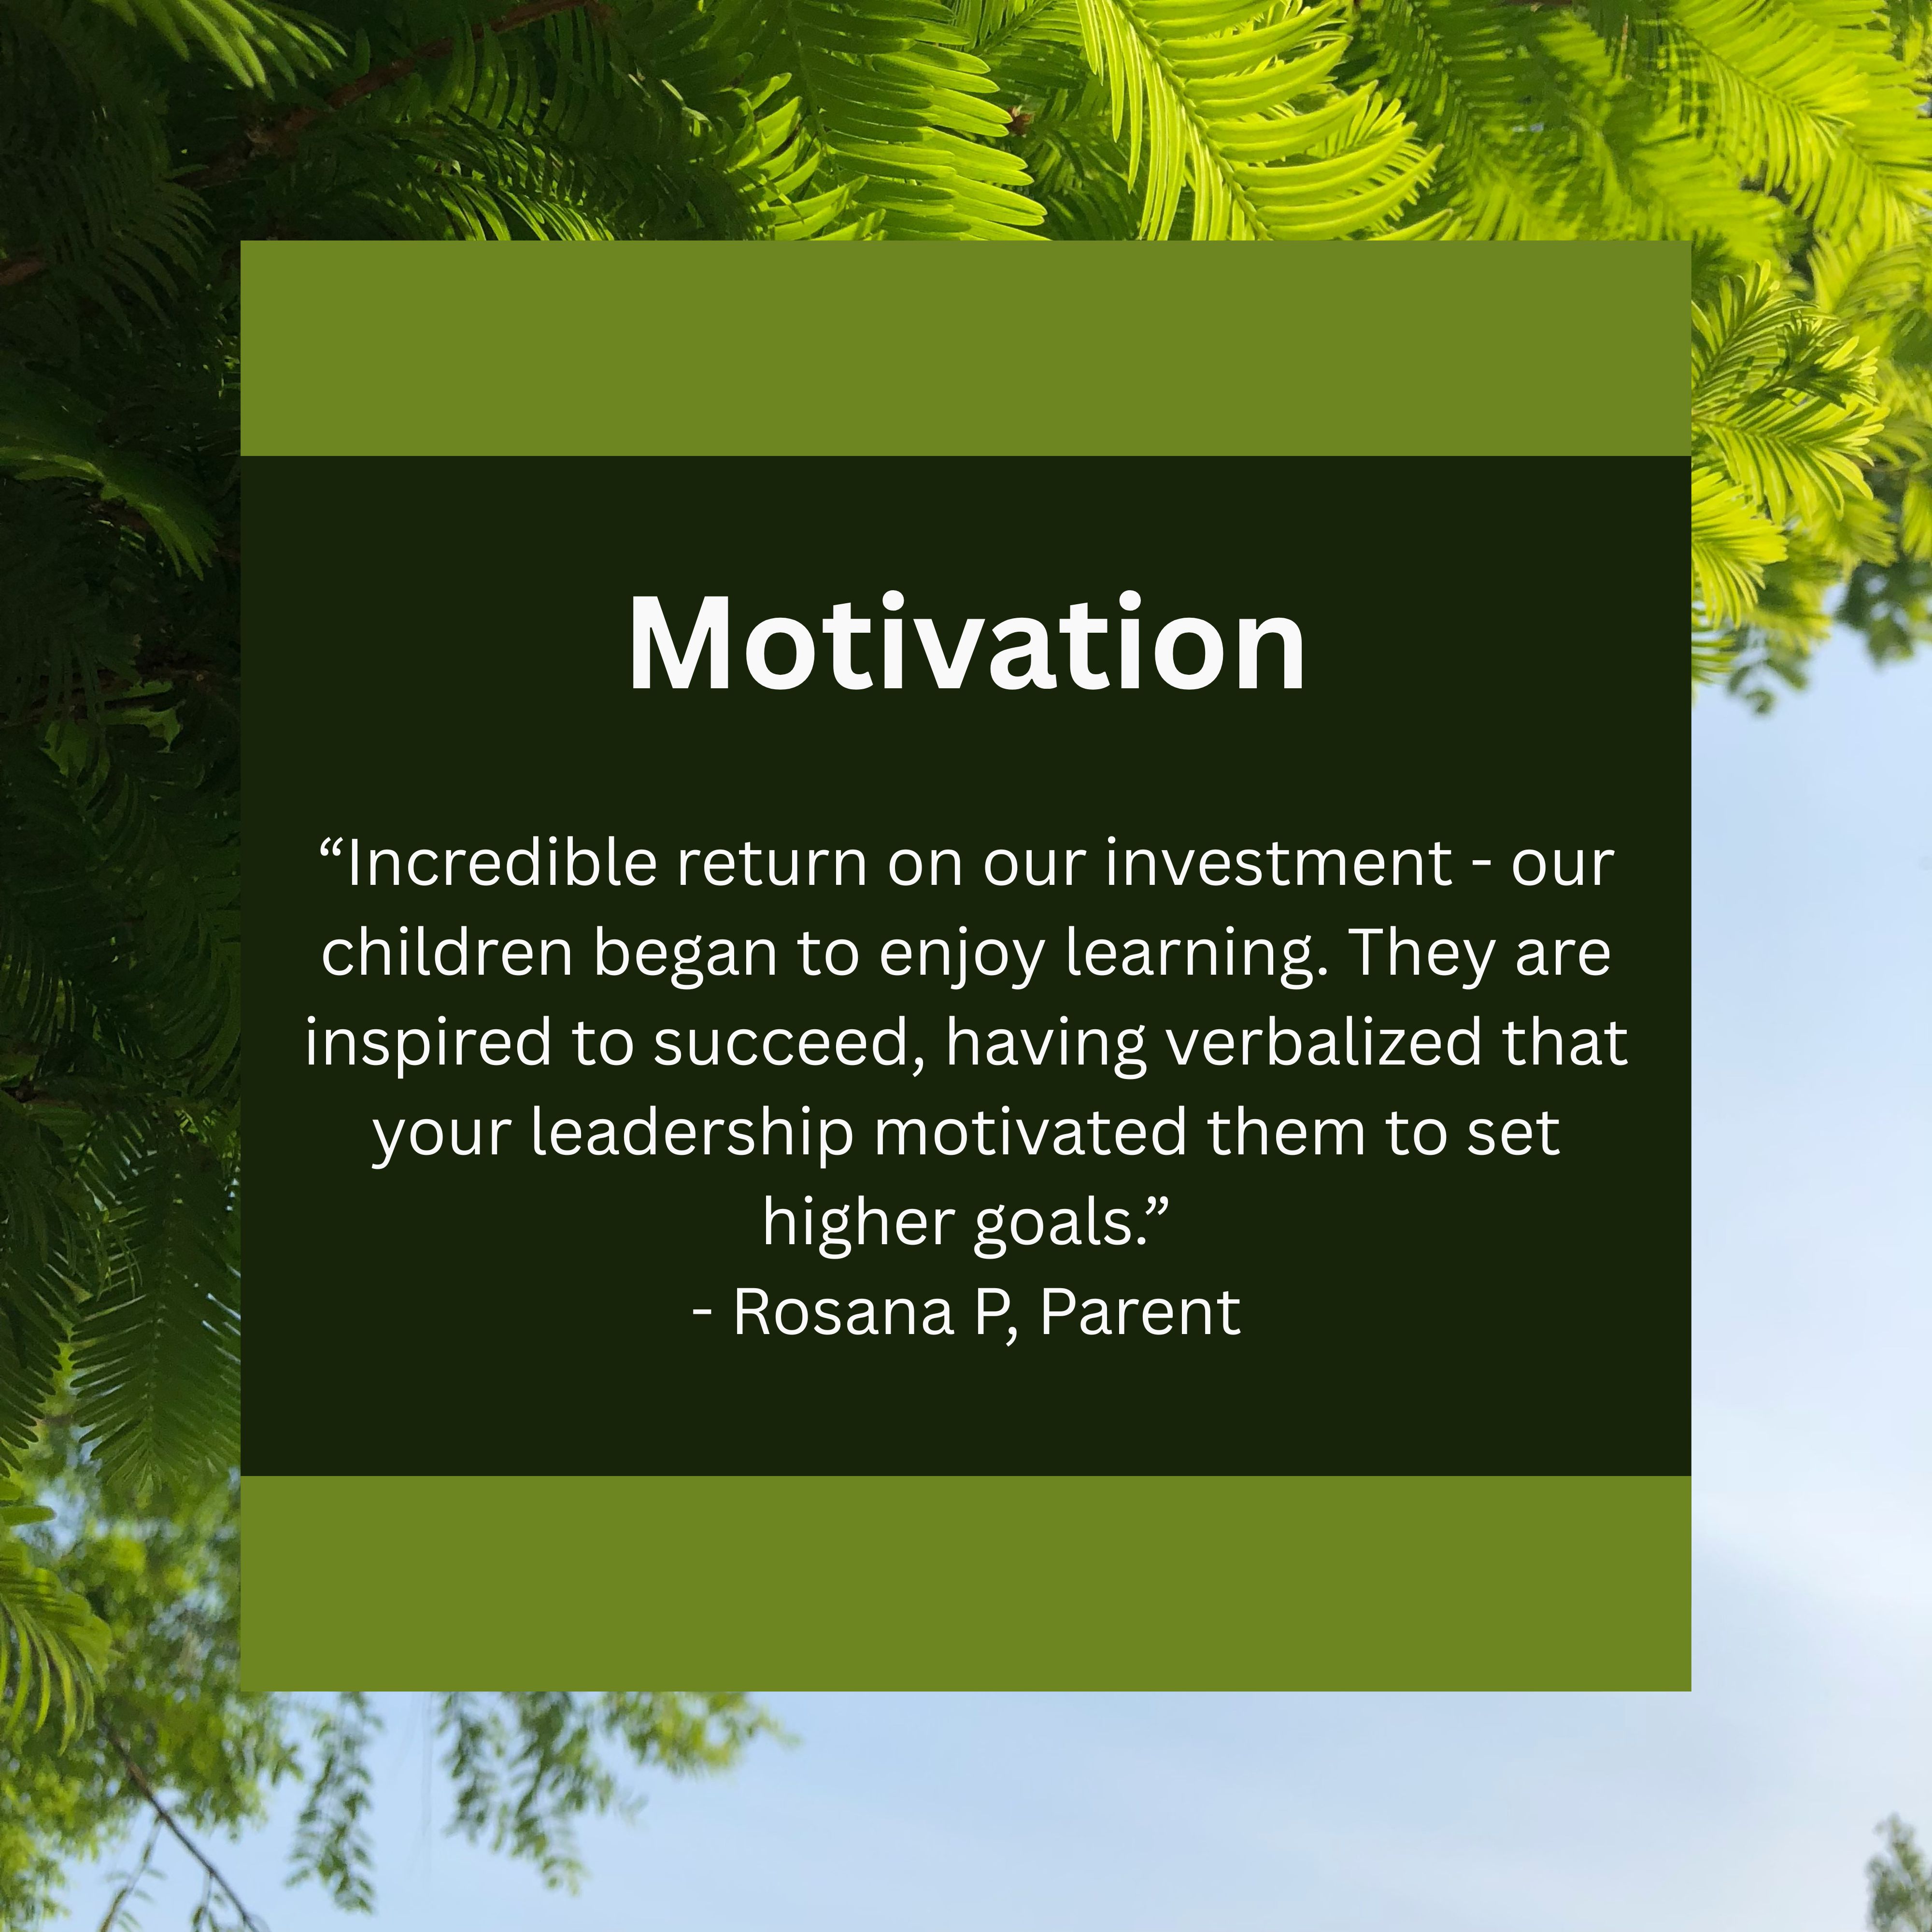 Motivation
“Incredible return on our investment - our
children began to enjoy learning. They are
inspired to succeed, having verbalized that
your leadership motivated them to set
higher goals.”
- Rosana P, Parent